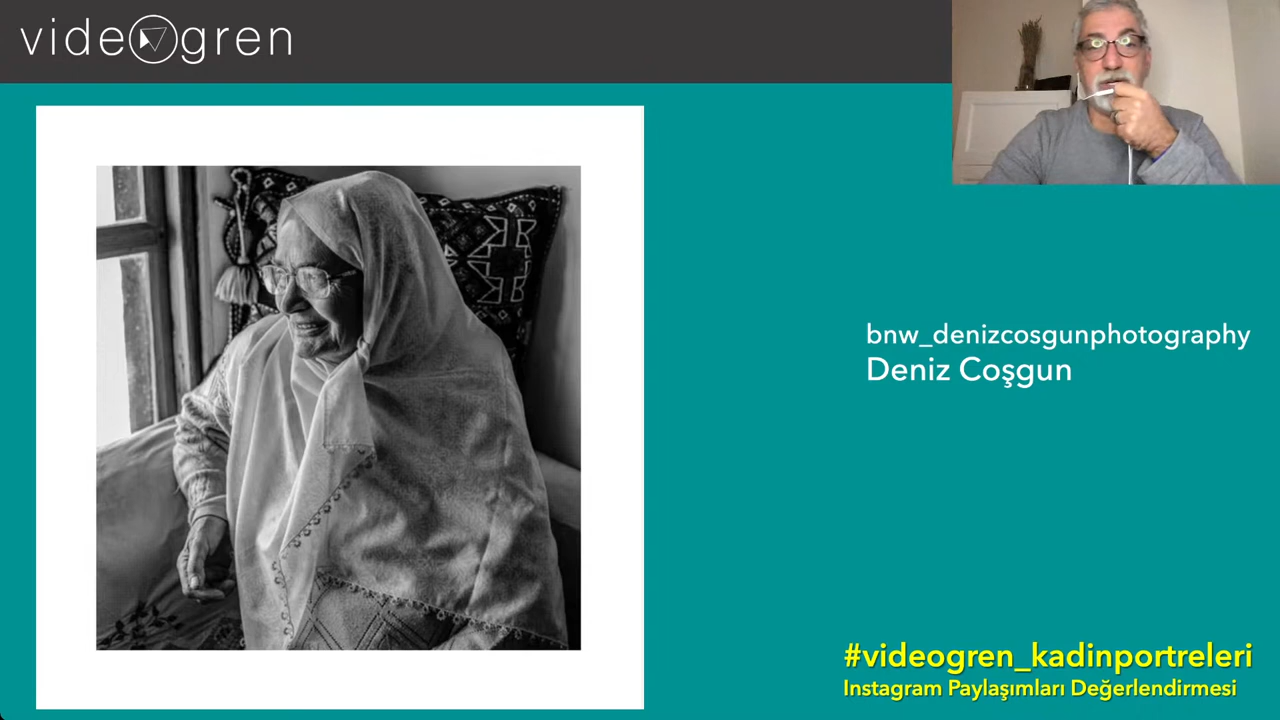 videogren
bnw_denizcosgunphotography
Deniz Coşgun
#videogren_kadinportreleri
Instagram Paylaşımları Değerlendirmesi